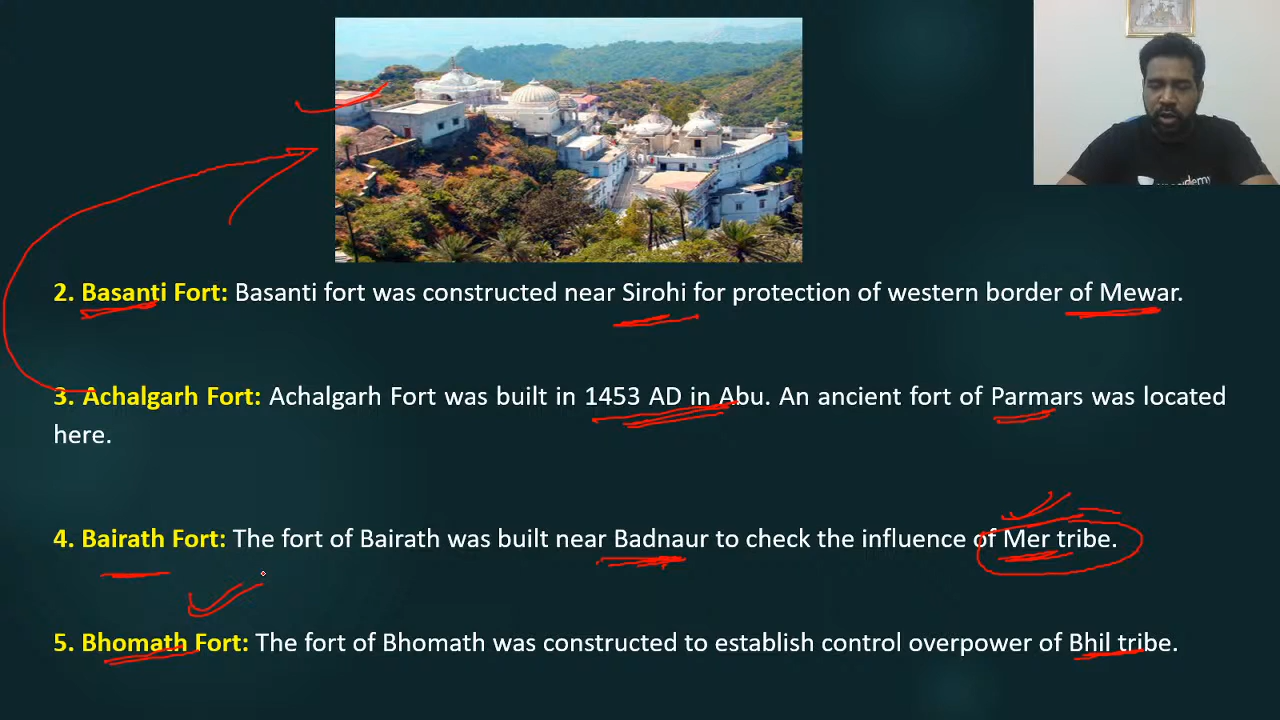 2. Basanti Fort: Basanti fort was constructed near Sirohi for protection of western border of Mewar.
3. Achalgarh Fort: Achalgarh Fort was built in 1453 AD in Abu. An ancient fort of Parmars was located
here.
4. Bairath Fort: The fort of Bairath was built near Badnaur to check the influence of Mer tribe.
5. Bhomath Fort: The fort of Bhomath was constructed to establish control overpower of Bhil tribe.